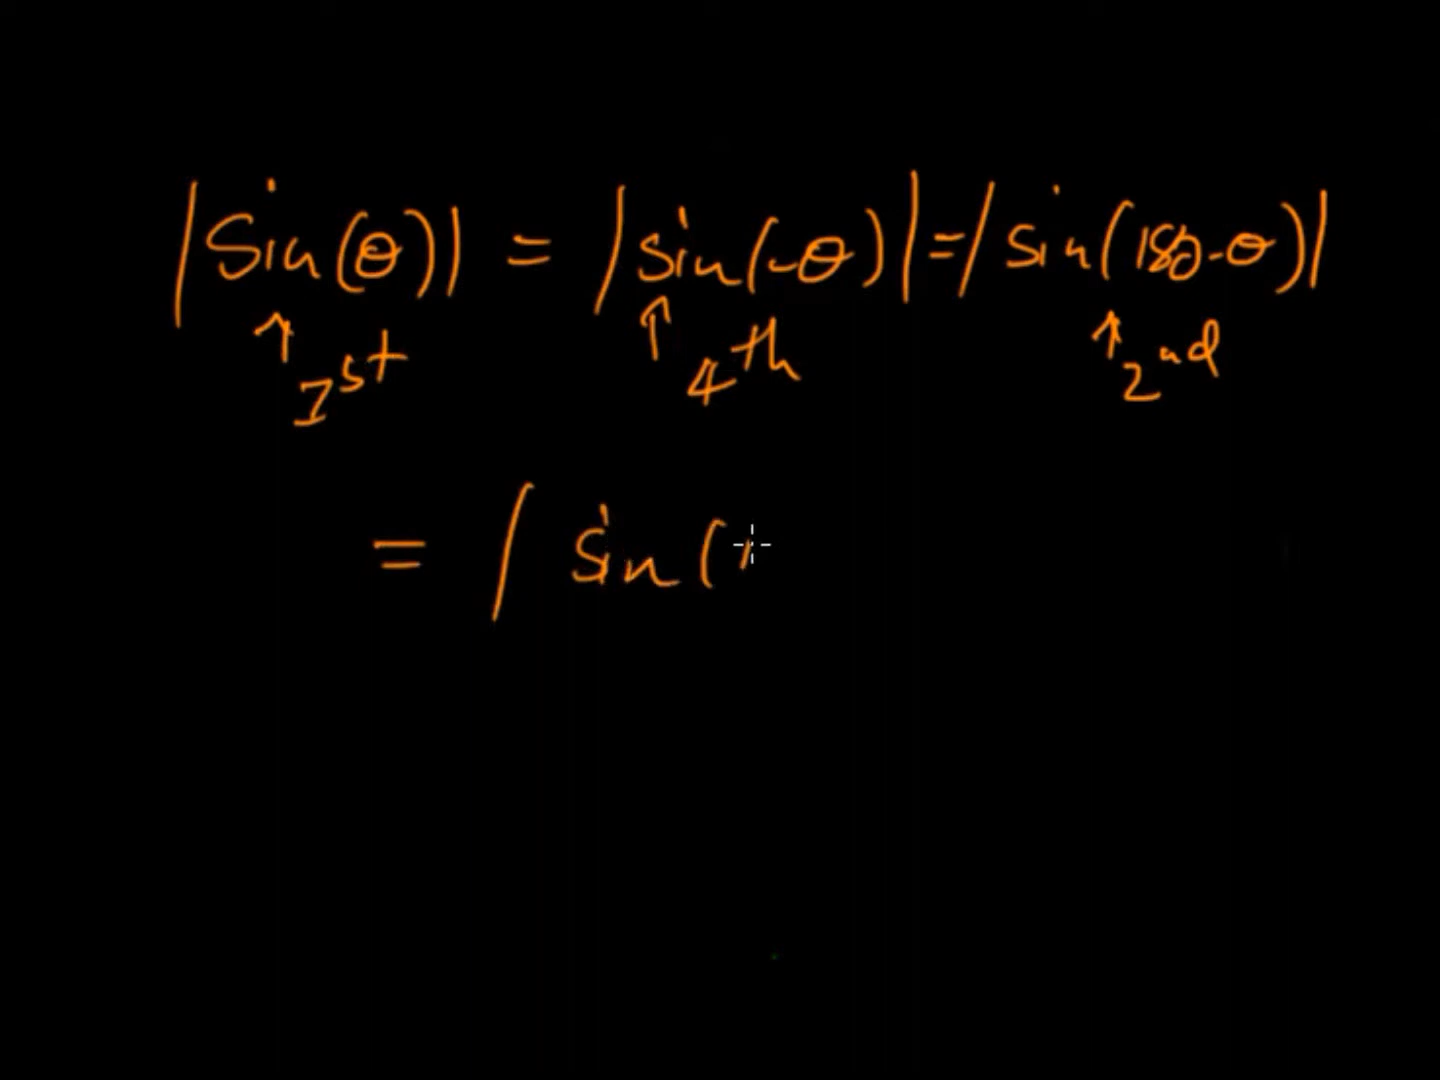 |Sin(θ)| = |sin(-θ)| = |sin(180-θ)|
↑ 1st ↑ 4th ↑ 2nd
= | sin(